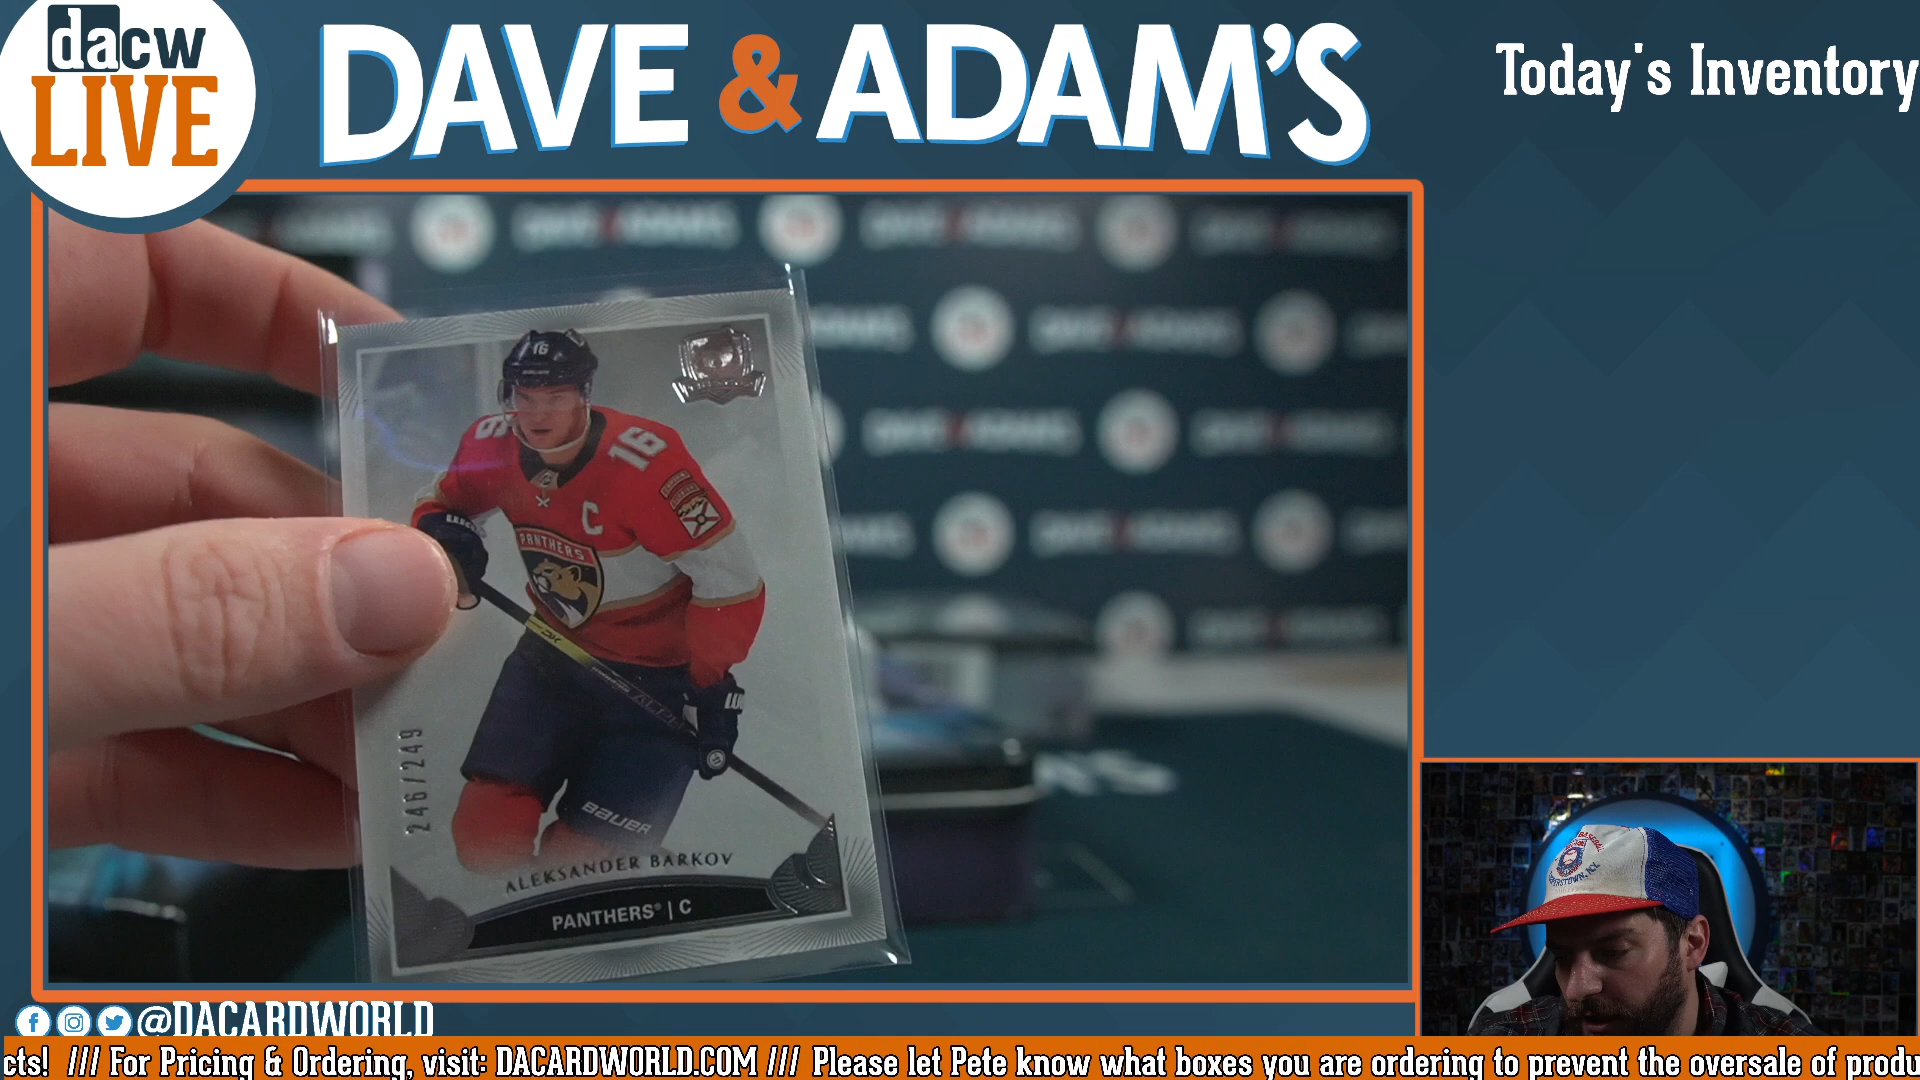 dacw
LIVE
DAVE & ADAM'S
Today's Inventory
16
16
C
PANTHERS
246/249
BAUER
ALEKSANDER BARKOV
PANTHERS® | C
BASEBALL
@DACARDWORLD
cts! /// For Pricing & Ordering, visit: DACARDWORLD.COM /// Please let Pete know what boxes you are ordering to prevent the oversale of produ